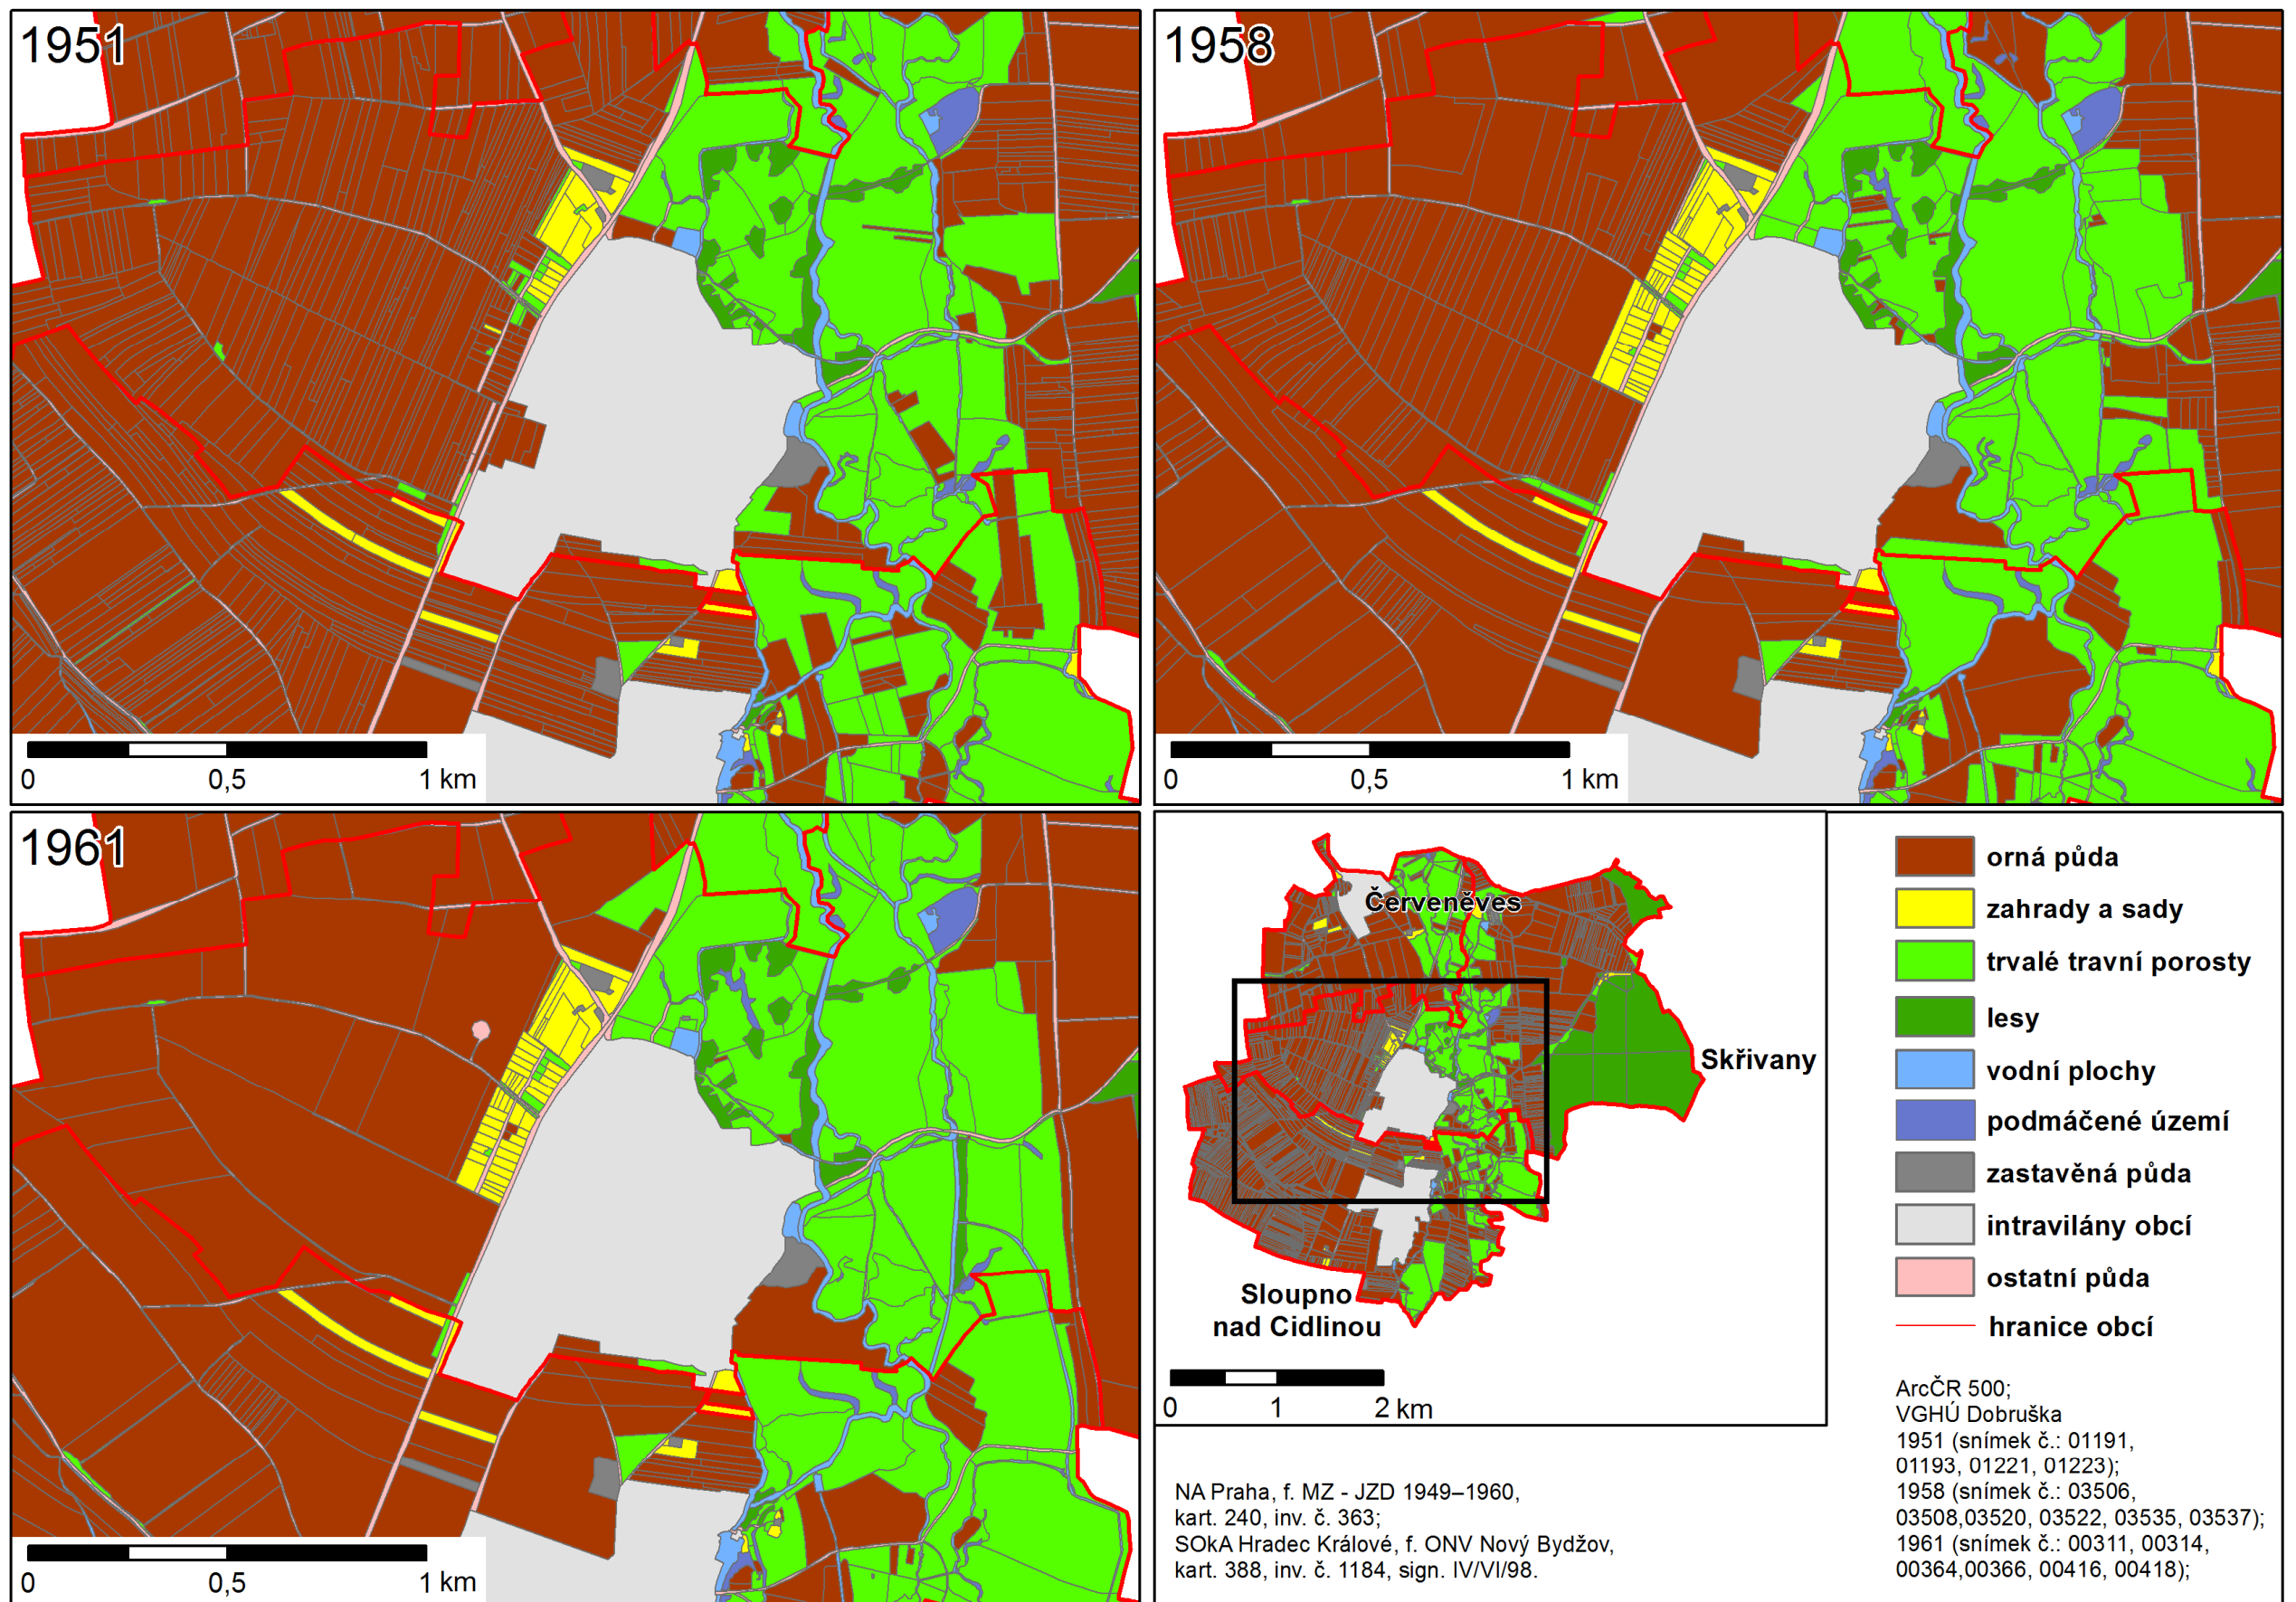 1951
0 0,5 1 km
1958
0 0,5 1 km
1961
0 0,5 1 km
Červeněves
Skřivany
Sloupno
nad Cidlinou
0 1 2 km
NA Praha, f. MZ - JZD 1949–1960,
kart. 240, inv. č. 363;
SOkA Hradec Králové, f. ONV Nový Bydžov,
kart. 388, inv. č. 1184, sign. IV/VI/98.
orná půda
zahrady a sady
trvalé travní porosty
lesy
vodní plochy
podmáčené území
zastavěná půda
intravilány obcí
ostatní půda
hranice obcí
ArcČR 500;
VGHÚ Dobruška
1951 (snímek č.: 01191,
01193, 01221, 01223);
1958 (snímek č.: 03506,
03508,03520, 03522, 03535, 03537);
1961 (snímek č.: 00311, 00314,
00364,00366, 00416, 00418);